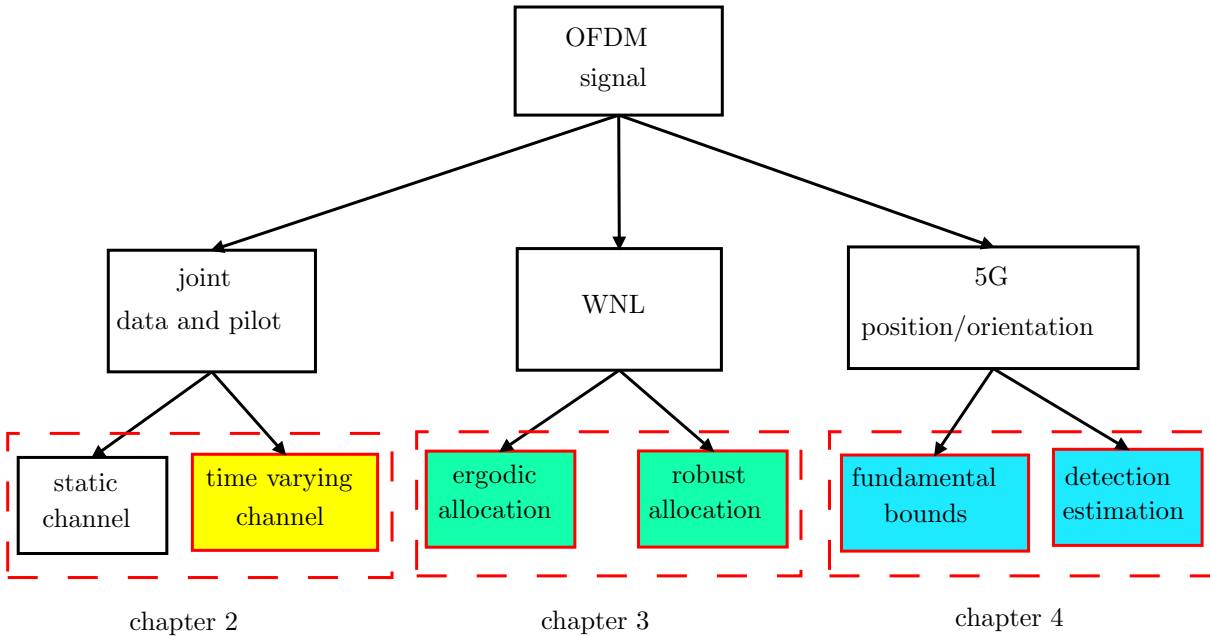 OFDM
signal
joint
data and pilot
WNL
5G
position/orientation
static
channel
time varying
channel
ergodic
allocation
robust
allocation
fundamental
bounds
detection
estimation
chapter 2
chapter 3
chapter 4